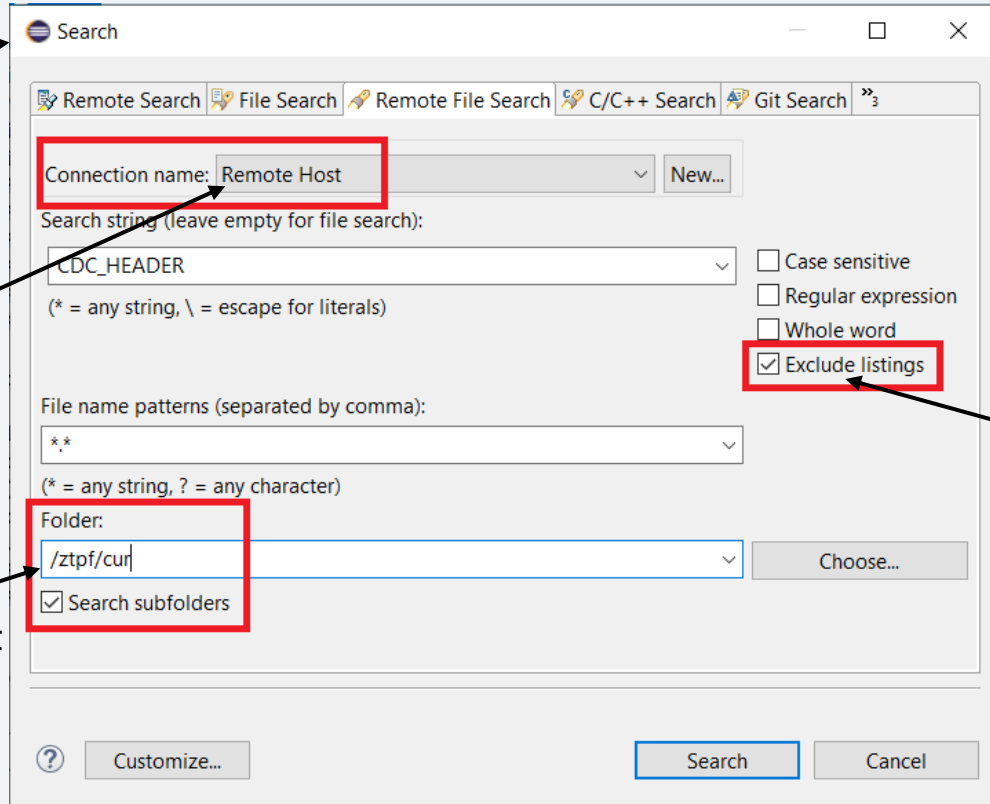 Search
Remote Search File Search Remote File Search C/C++ Search Git Search »3
Connection name: Remote Host New...
Search string (leave empty for file search):
CDC_HEADER
Case sensitive
(* = any string, \ = escape for literals)
Regular expression
Whole word
Exclude listings
File name patterns (separated by comma):
*.*
(* = any string, ? = any character)
Folder:
/ztpf/cur
Choose...
Search subfolders
? Customize... Search Cancel